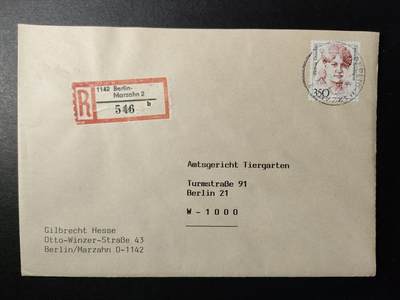 1142 Berlin-
Marzahn 2
R
546
b
350
Amtsgericht Tiergarten
Turmstraße 91
Berlin 21
W-1000
Gilbrecht Hesse
Otto-Winzer-Straße 43
Berlin/Marzahn D-1142